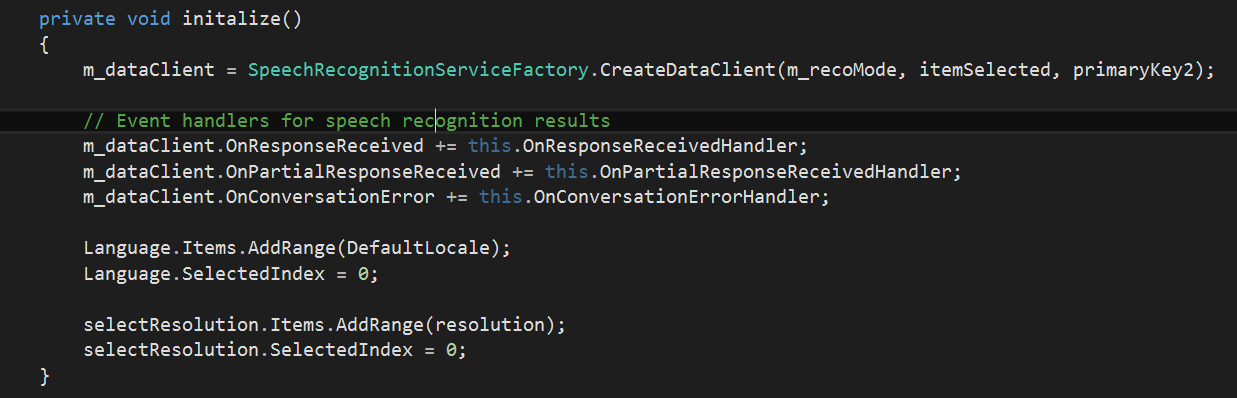 private void initalize()
{
m_dataClient = SpeechRecognitionServiceFactory.CreateDataClient(m_recoMode, itemSelected, primaryKey2);
// Event handlers for speech recognition results
m_dataClient.OnResponseReceived += this.OnResponseReceivedHandler;
m_dataClient.OnPartialResponseReceived += this.OnPartialResponseReceivedHandler;
m_dataClient.OnConversationError += this.OnConversationErrorHandler;
Language.Items.AddRange(DefaultLocale);
Language.SelectedIndex = 0;
selectResolution.Items.AddRange(resolution);
selectResolution.SelectedIndex = 0;
}